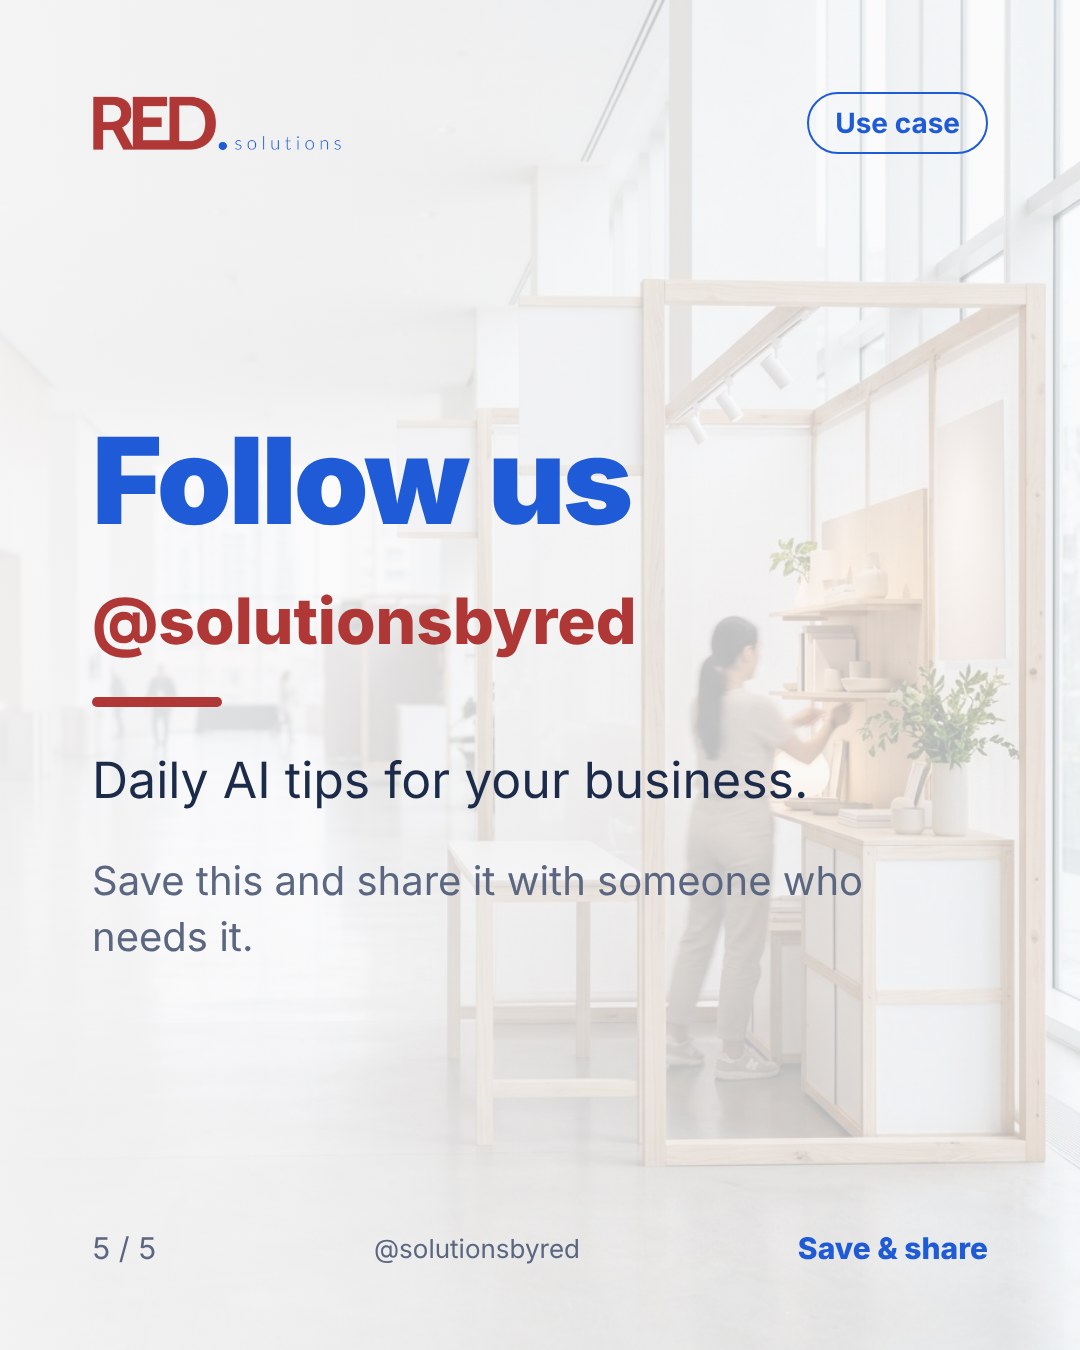 RED.solutions
Use case
Follow us
@solutionsbyred
Daily AI tips for your business.
Save this and share it with someone who
needs it.
5 / 5
@solutionsbyred
Save & share